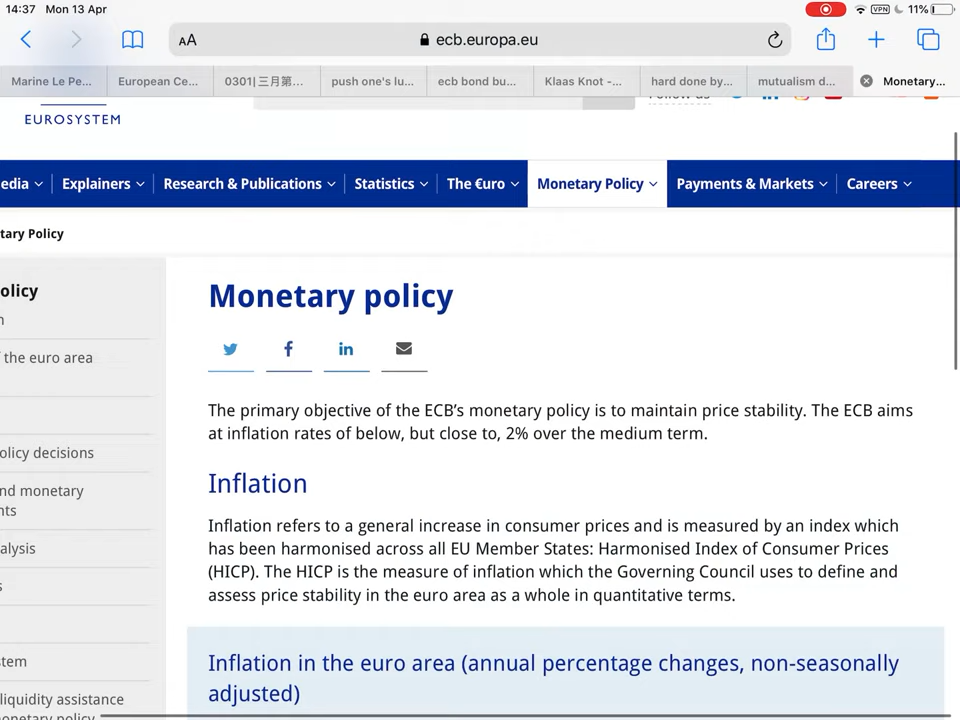 14:37 Mon 13 Apr
VPN 11%
AA ecb.europa.eu
Marine Le Pe... European Ce... 0301| 三月第... push one's lu... ecb bond bu... Klaas Knot -... hard done by... mutualism d... Monetary...
EUROSYSTEM
Follow us
edia Explainers Research & Publications Statistics The €uro Monetary Policy Payments & Markets Careers
tary Policy
olicy
n
the euro area
olicy decisions
nd monetary
nts
alysis
s
stem
liquidity assistance
monetary policy
Monetary policy
The primary objective of the ECB's monetary policy is to maintain price stability. The ECB aims
at inflation rates of below, but close to, 2% over the medium term.
Inflation
Inflation refers to a general increase in consumer prices and is measured by an index which
has been harmonised across all EU Member States: Harmonised Index of Consumer Prices
(HICP). The HICP is the measure of inflation which the Governing Council uses to define and
assess price stability in the euro area as a whole in quantitative terms.
Inflation in the euro area (annual percentage changes, non-seasonally
adjusted)